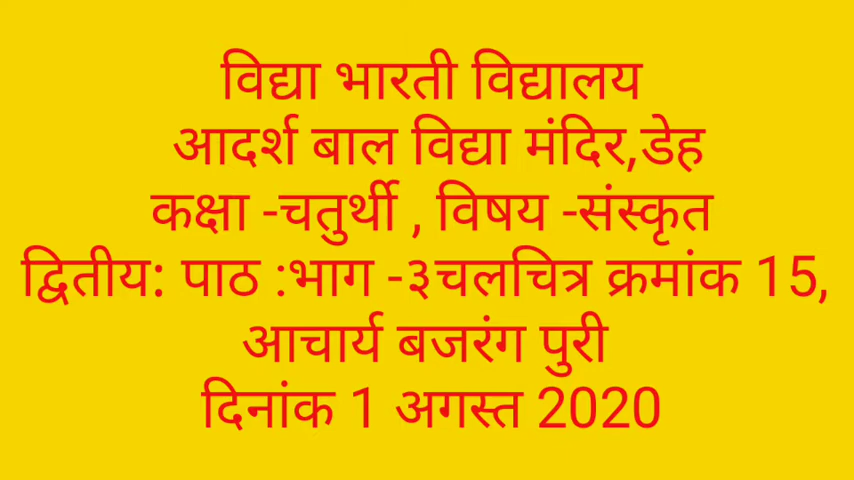 विद्या भारती विद्यालय
आदर्श बाल विद्या मंदिर,डेह
कक्षा -चतुर्थी , विषय -संस्कृत
द्वितीय: पाठ :भाग -३चलचित्र क्रमांक 15,
आचार्य बजरंग पुरी
दिनांक 1 अगस्त 2020